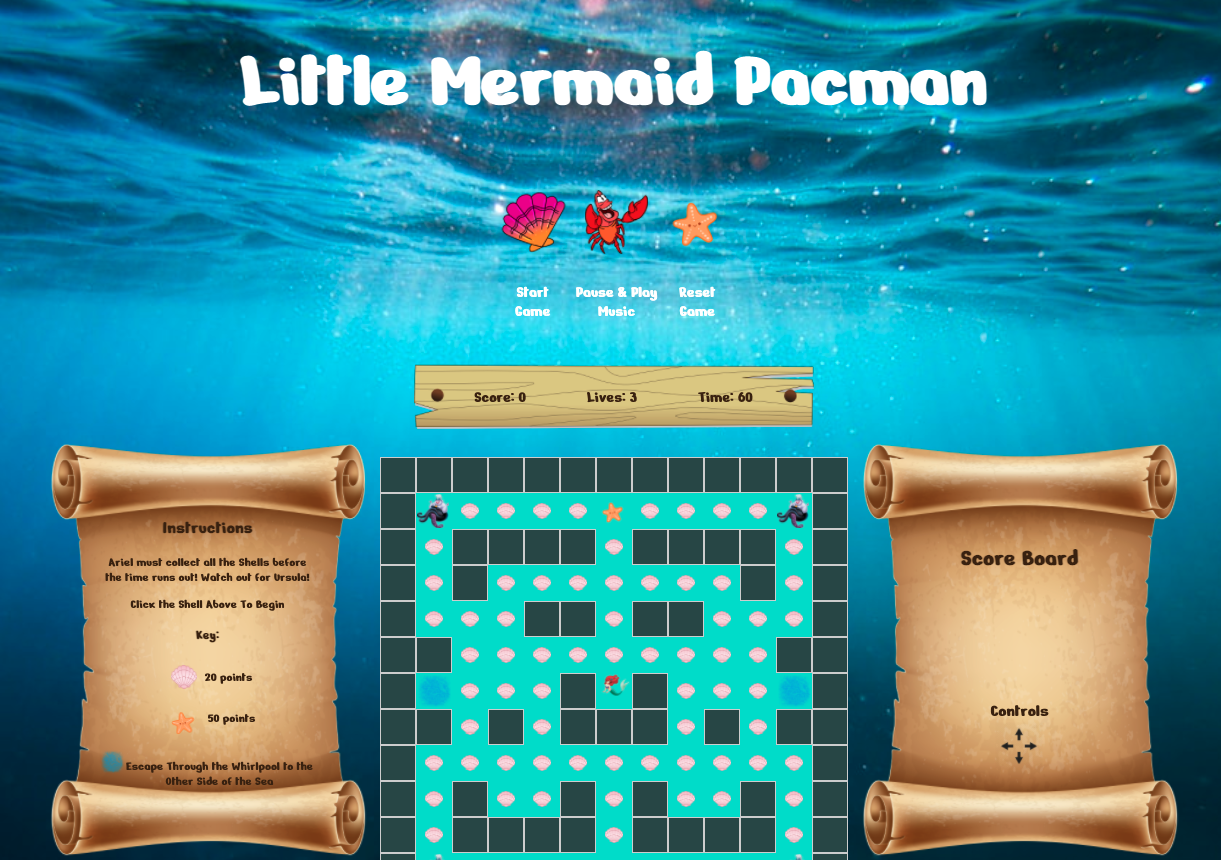 Little Mermaid Pacman
Start
Game
Pause & Play
Music
Reset
Game
Score: 0
Lives: 3
Time: 60
Instructions
Ariel must collect all the Shells before
the time runs out! Watch out for Ursula!
Click the Shell Above To Begin
Key:
20 points
50 points
Escape Through the Whirlpool to the
Other Side of the Sea
Score Board
Controls